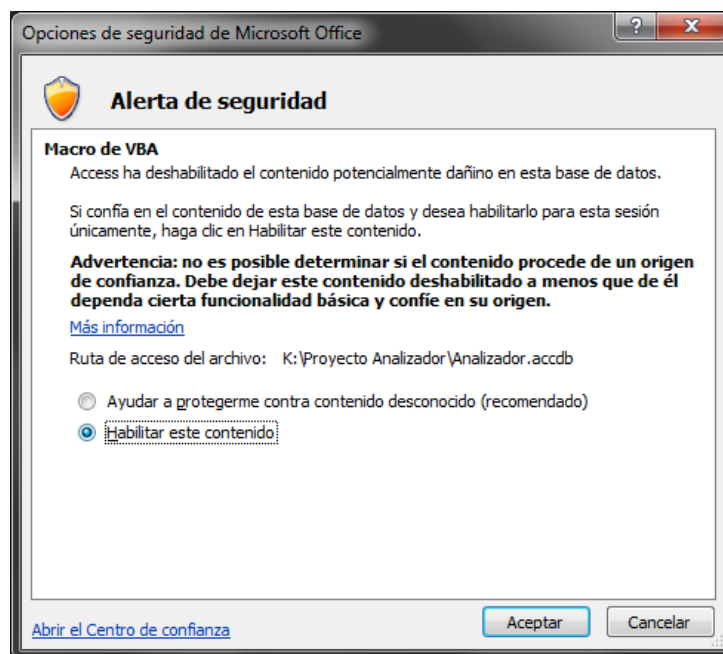 Opciones de seguridad de Microsoft Office
?
X
Alerta de seguridad
Macro de VBA
Access ha deshabilitado el contenido potencialmente dañino en esta base de datos.
Si confía en el contenido de esta base de datos y desea habilitarlo para esta sesión
únicamente, haga clic en Habilitar este contenido.
Advertencia: no es posible determinar si el contenido procede de un origen
de confianza. Debe dejar este contenido deshabilitado a menos que de él
dependa cierta funcionalidad básica y confíe en su origen.
Más información
Ruta de acceso del archivo: K:\Proyecto Analizador\Analizador.accdb
Ayudar a protegerme contra contenido desconocido (recomendado)
Habilitar este contenido
Abrir el Centro de confianza
Aceptar
Cancelar